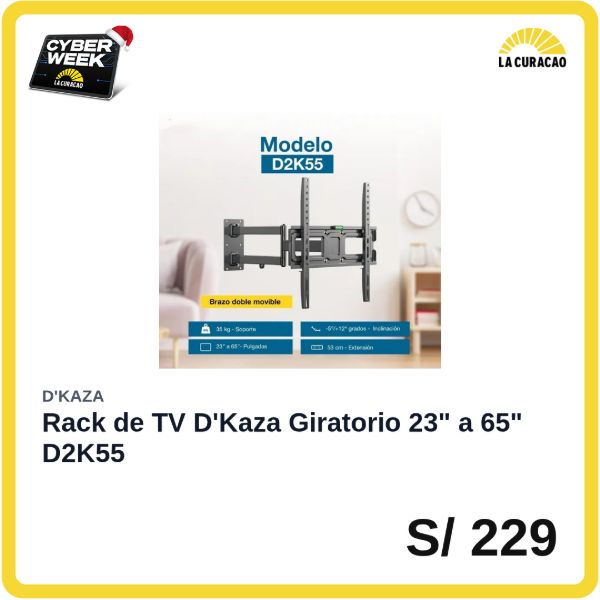 CYBER
WEEK
LA CURACAO
LA CURACAO
Modelo
D2K55
Brazo doble movible
35 kg - Soporte
-5°/+12° grados - Inclinación
23" a 65"- Pulgadas
53 cm - Extensión
D'KAZA
Rack de TV D'Kaza Giratorio 23" a 65"
D2K55
S/ 229